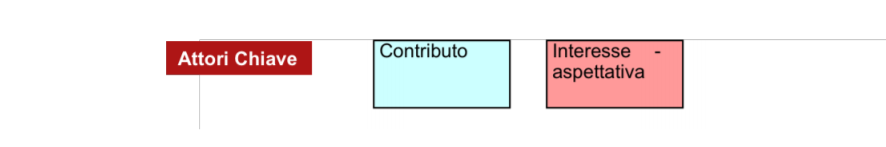 Attori Chiave
Contributo
Interesse -
aspettativa